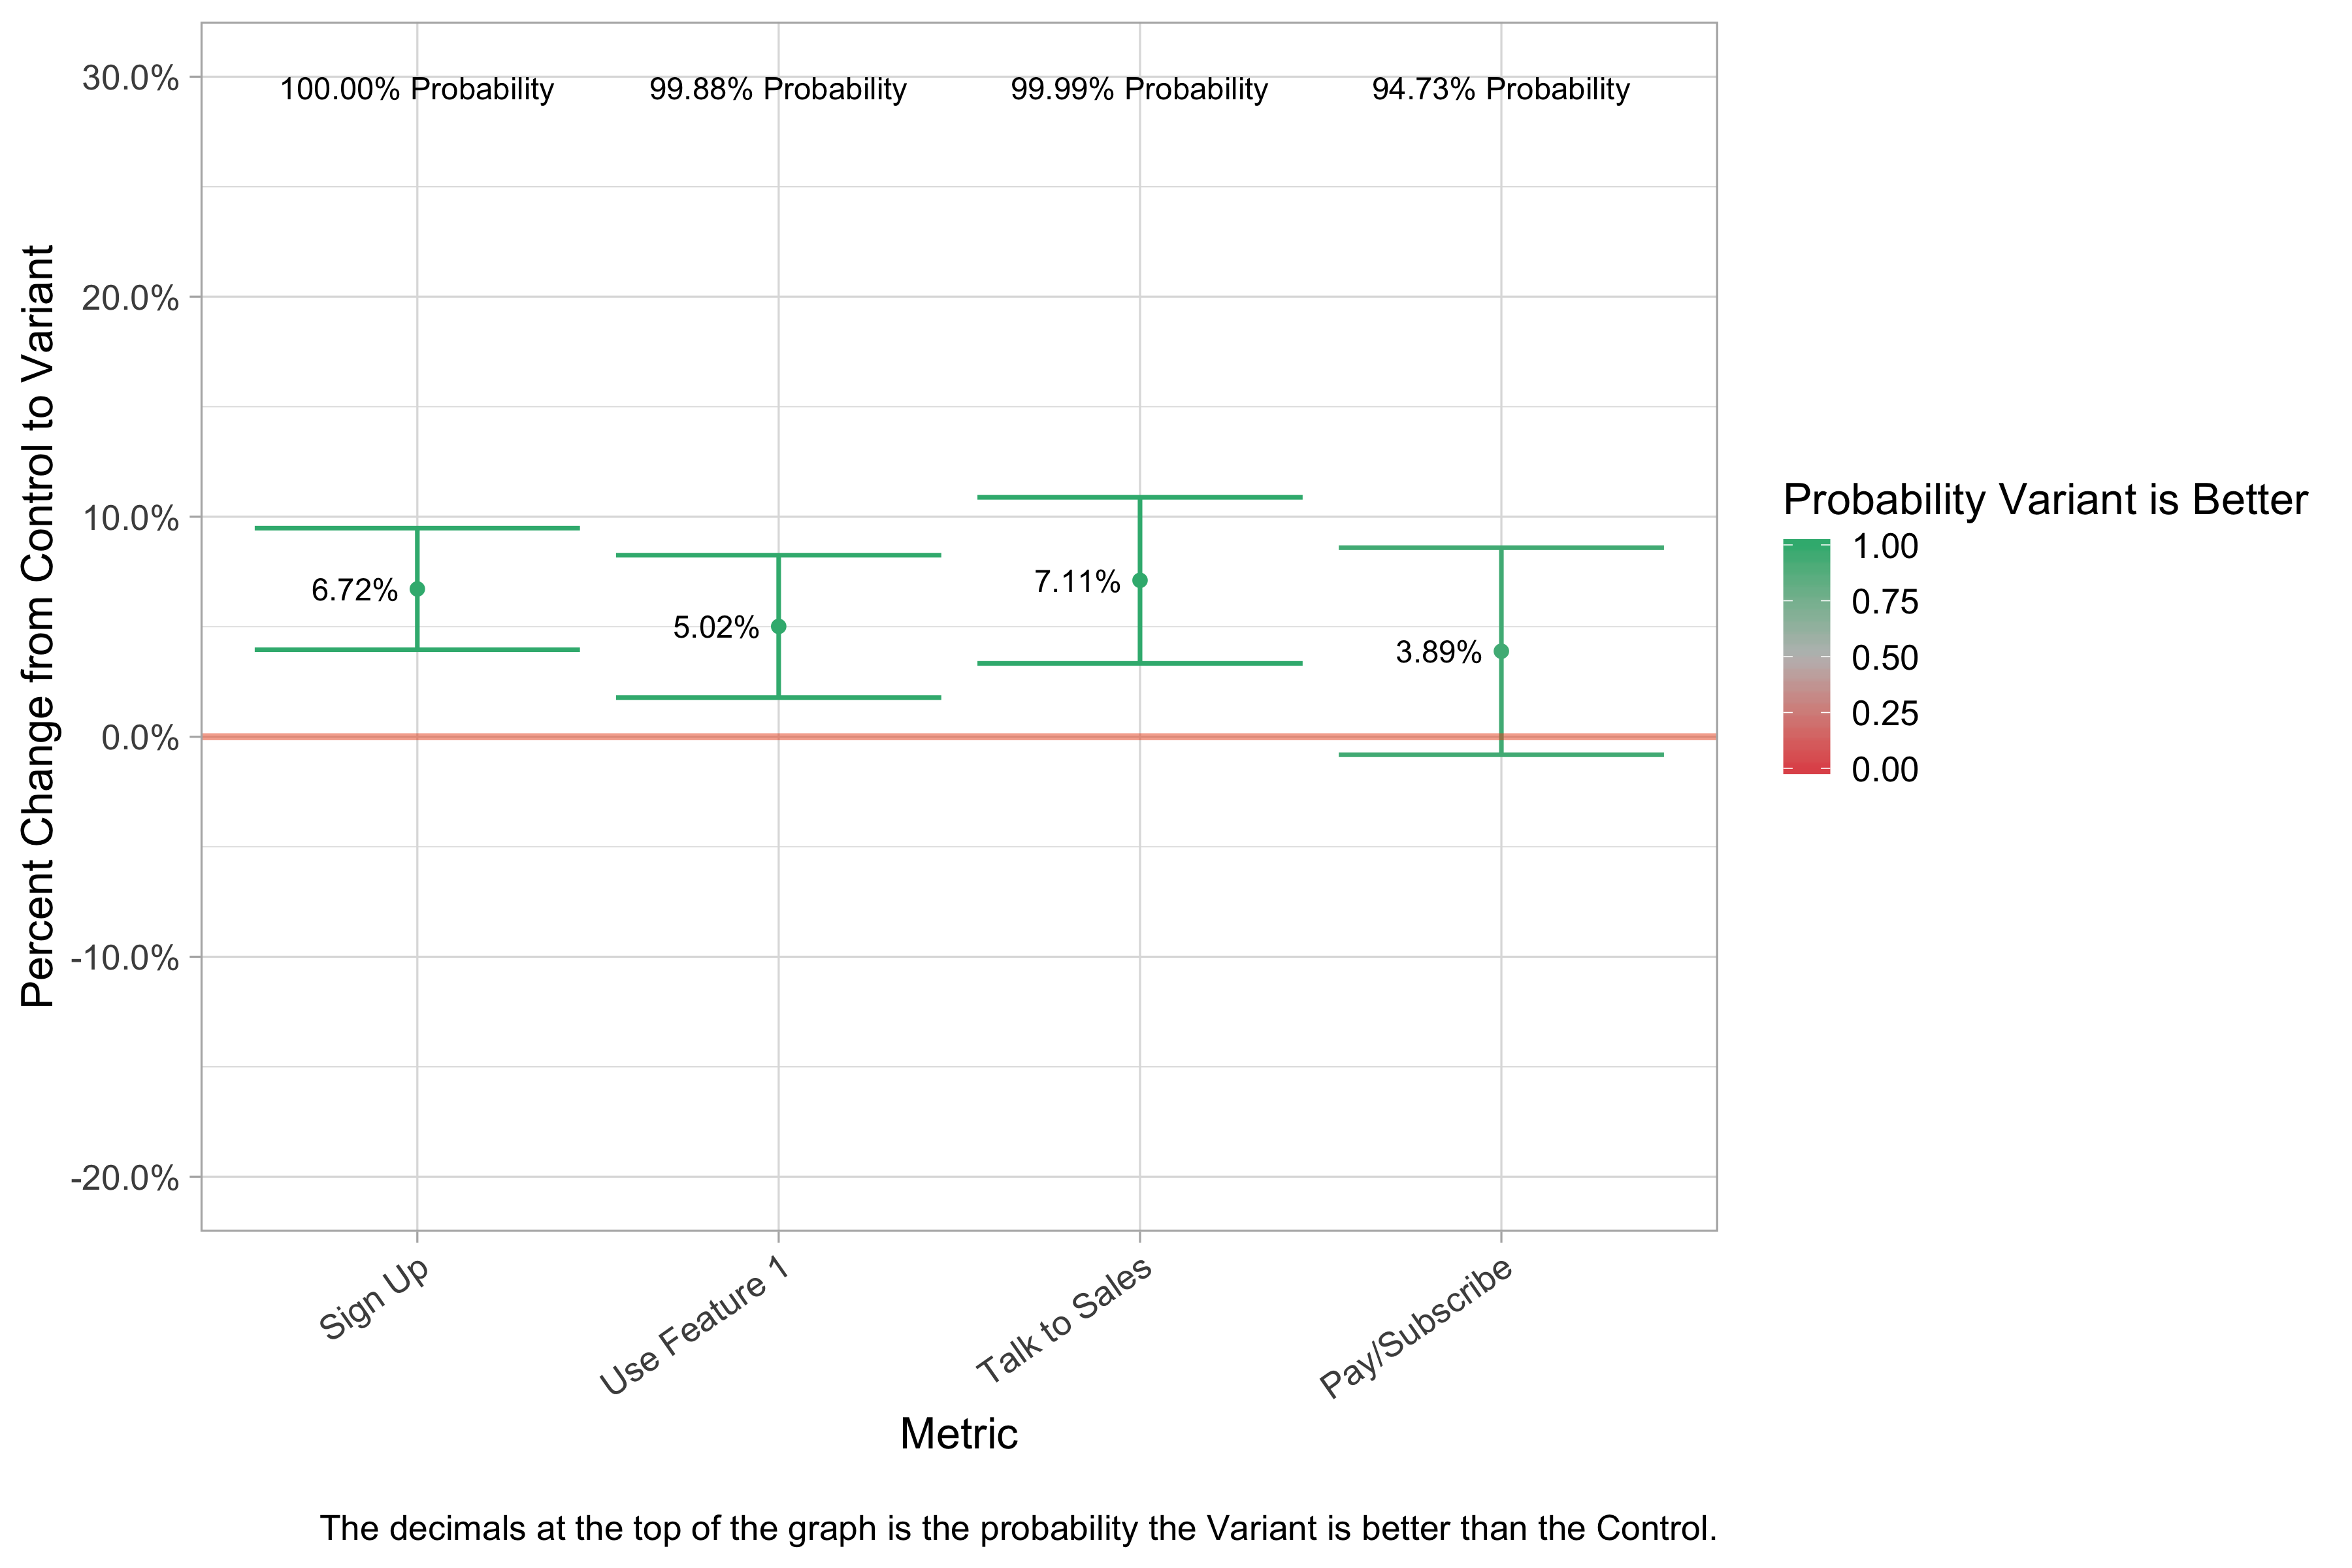 Percent Change from Control to Variant
30.0%
20.0%
10.0%
0.0%
-10.0%
-20.0%
100.00% Probability
99.88% Probability
99.99% Probability
94.73% Probability
6.72%
5.02%
7.11%
3.89%
Sign Up
Use Feature 1
Talk to Sales
Pay/Subscribe
Metric
Probability Variant is Better
1.00
0.75
0.50
0.25
0.00
The decimals at the top of the graph is the probability the Variant is better than the Control.